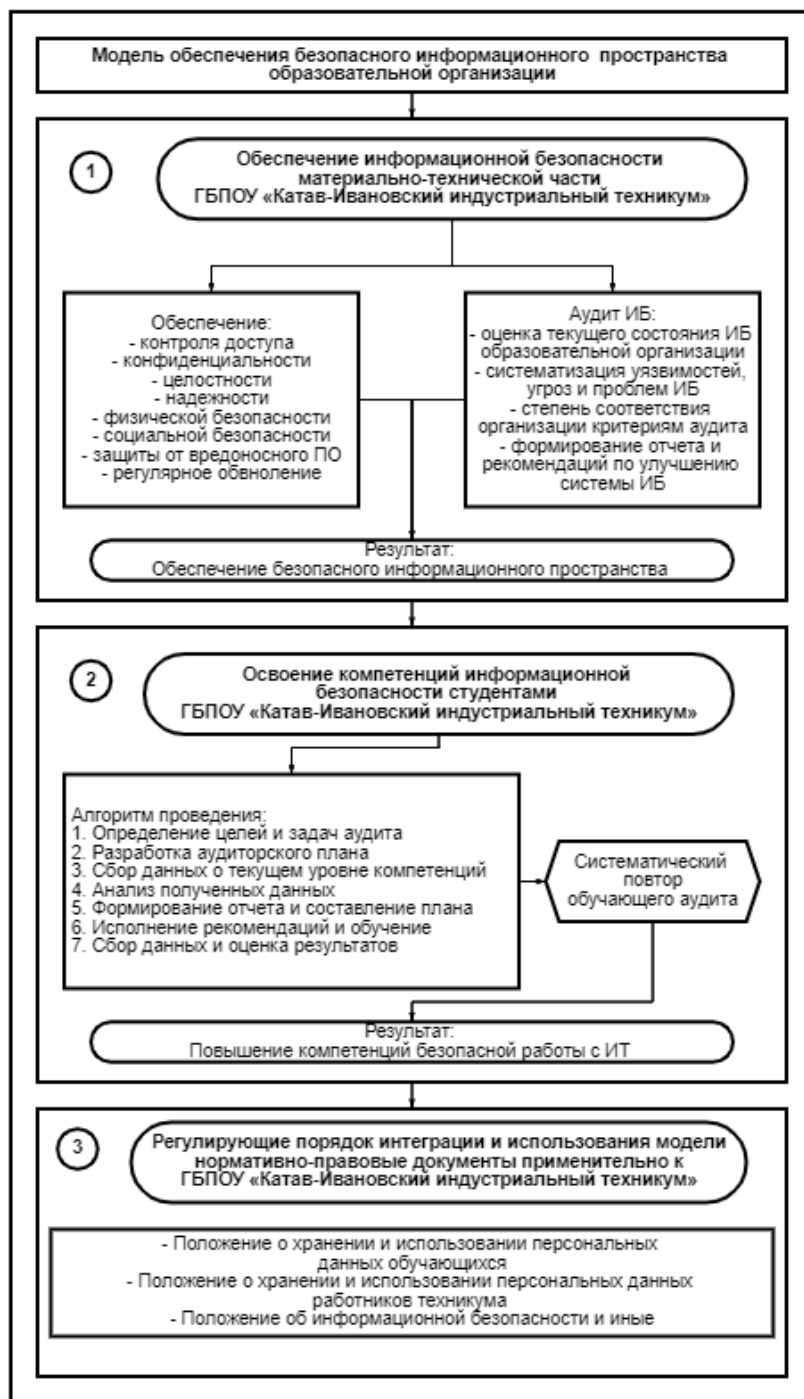 Модель обеспечения безопасного информационного пространства
образовательной организации
1
Обеспечение информационной безопасности
материально-технической части
ГБПОУ «Катав-Ивановский индустриальный техникум»
Обеспечение:
- контроля доступа
- конфиденциальности
- целостности
- надежности
- физической безопасности
- социальной безопасности
- защиты от вредоносного ПО
- регулярное обвноление
Аудит ИБ:
- оценка текущего состояния ИБ
образовательной организации
- систематизация уязвимостей,
угроз и проблем ИБ
- степень соответствия
организации критериям аудита
- формирование отчета и
рекомендаций по улучшению
системы ИБ
Результат:
Обеспечение безопасного информационного пространства
2
Освоение компетенций информационной
безопасности студентами
ГБПОУ «Катав-Ивановский индустриальный техникум»
Алгоритм проведения:
1. Определение целей и задач аудита
2. Разработка аудиторского плана
3. Сбор данных о текущем уровне компетенций
4. Анализ полученных данных
5. Формирование отчета и составление плана
6. Исполнение рекомендаций и обучение
7. Сбор данных и оценка результатов
Систематический
повтор
обучающего аудита
Результат:
Повышение компетенций безопасной работы с ИТ
3
Регулирующие порядок интеграции и использования модели
нормативно-правовые документы применительно к
ГБПОУ «Катав-Ивановский индустриальный техникум»
- Положение о хранении и использовании персональных
данных обучающихся
- Положение о хранении и использовании персональных данных
работников техникума
- Положение об информационной безопасности и иные